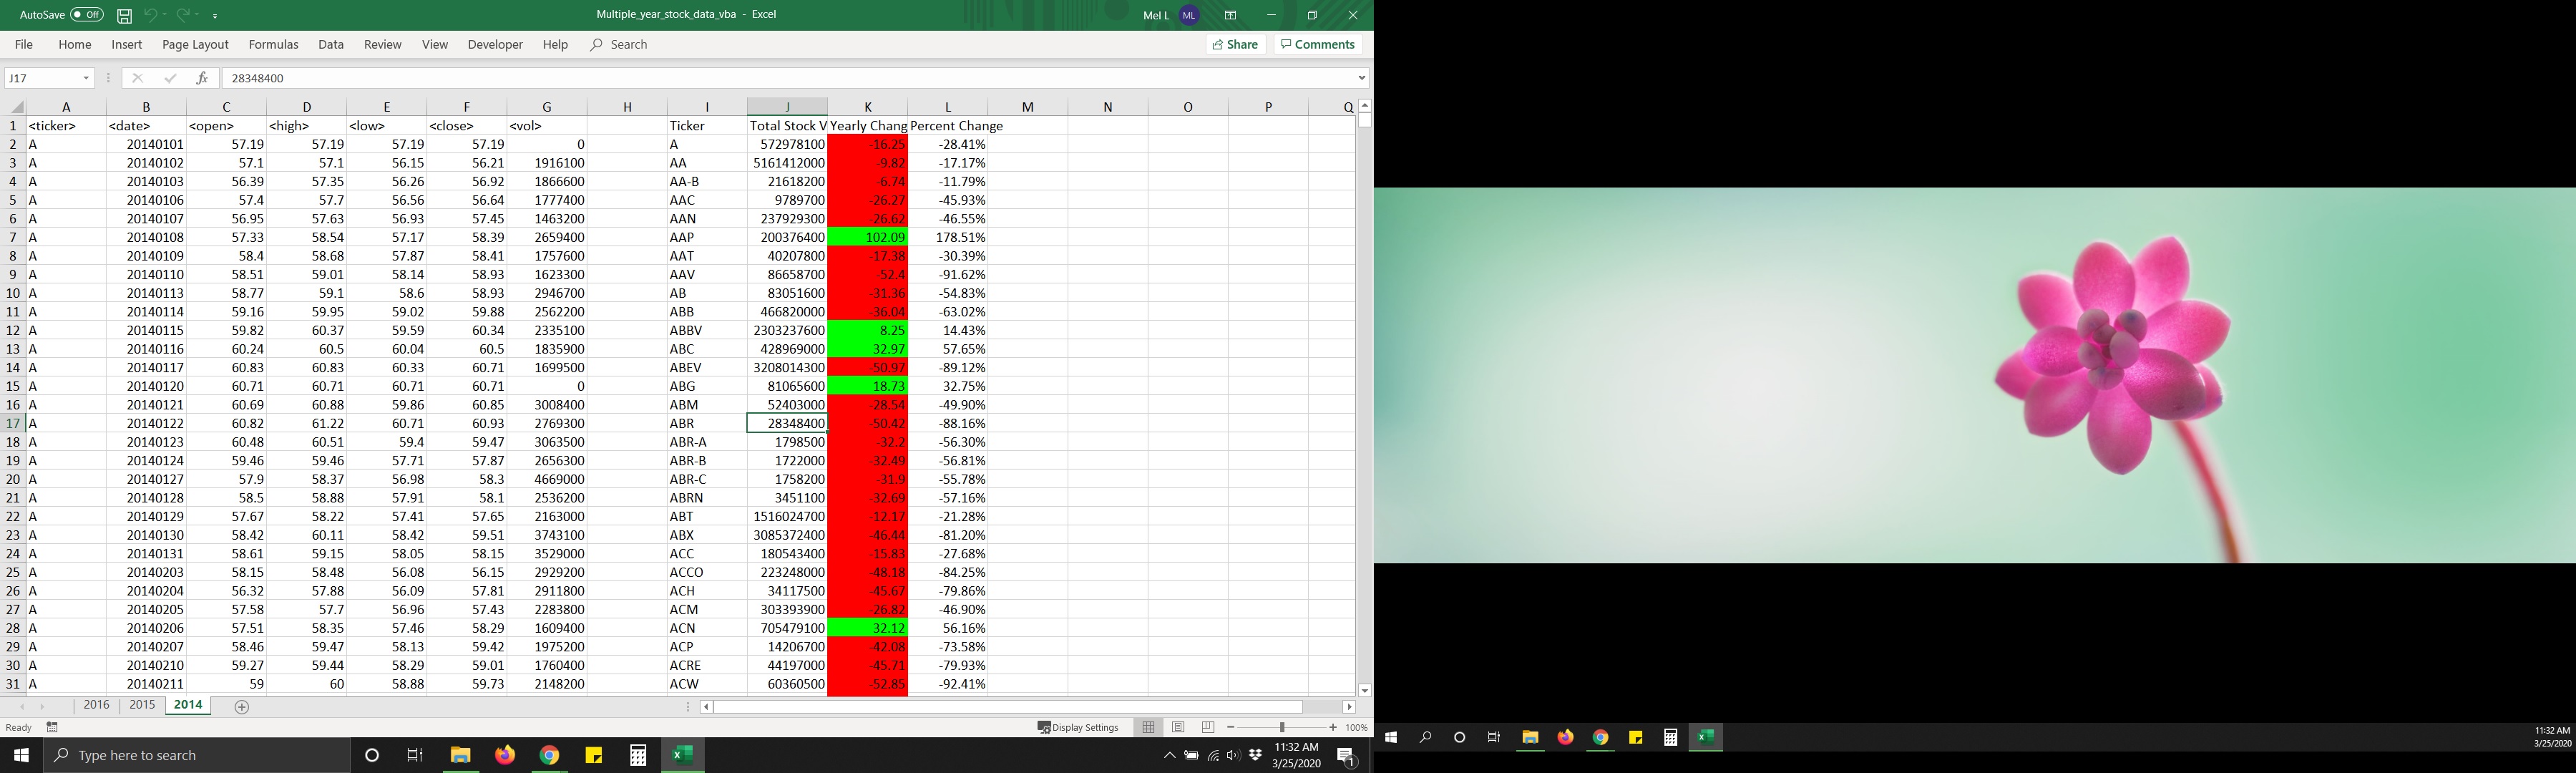 AutoSave Off Multiple_year_stock_data_vba - Excel Mel L ML
File Home Insert Page Layout Formulas Data Review View Developer Help Search Share Comments
J17 fx 28348400
A B C D E F G H I J K L M N O P Q
1 <ticker> <date> <open> <high> <low> <close> <vol> Ticker Total Stock V Yearly Chang Percent Change
2 A 20140101 57.19 57.19 57.19 57.19 0 A 572978100 -16.25 -28.41%
3 A 20140102 57.1 57.1 56.15 56.21 1916100 AA 5161412000 -9.82 -17.17%
4 A 20140103 56.39 57.35 56.26 56.92 1866600 AA-B 21618200 -6.74 -11.79%
5 A 20140106 57.4 57.7 56.56 56.64 1777400 AAC 9789700 -26.27 -45.93%
6 A 20140107 56.95 57.63 56.93 57.45 1463200 AAN 237929300 -26.62 -46.55%
7 A 20140108 57.33 58.54 57.17 58.39 2659400 AAP 200376400 102.09 178.51%
8 A 20140109 58.4 58.68 57.87 58.41 1757600 AAT 40207800 -17.38 -30.39%
9 A 20140110 58.51 59.01 58.14 58.93 1623300 AAV 86658700 -52.4 -91.62%
10 A 20140113 58.77 59.1 58.6 58.93 2946700 AB 83051600 -31.36 -54.83%
11 A 20140114 59.16 59.95 59.02 59.88 2562200 ABB 466820000 -36.04 -63.02%
12 A 20140115 59.82 60.37 59.59 60.34 2335100 ABBV 2303237600 8.25 14.43%
13 A 20140116 60.24 60.5 60.04 60.5 1835900 ABC 428969000 32.97 57.65%
14 A 20140117 60.83 60.83 60.33 60.71 1699500 ABEV 3208014300 -50.97 -89.12%
15 A 20140120 60.71 60.71 60.71 60.71 0 ABG 81065600 18.73 32.75%
16 A 20140121 60.69 60.88 59.86 60.85 3008400 ABM 52403000 -28.54 -49.90%
17 A 20140122 60.82 61.22 60.71 60.93 2769300 ABR 28348400 -50.42 -88.16%
18 A 20140123 60.48 60.51 59.4 59.47 3063500 ABR-A 1798500 -32.2 -56.30%
19 A 20140124 59.46 59.46 57.71 57.87 2656300 ABR-B 1722000 -32.49 -56.81%
20 A 20140127 57.9 58.37 56.98 58.3 4669000 ABR-C 1758200 -31.9 -55.78%
21 A 20140128 58.5 58.88 57.91 58.1 2536200 ABRN 3451100 -32.69 -57.16%
22 A 20140129 57.67 58.22 57.41 57.65 2163000 ABT 1516024700 -12.17 -21.28%
23 A 20140130 58.42 60.11 58.42 59.51 3743100 ABX 3085372400 -46.44 -81.20%
24 A 20140131 58.61 59.15 58.05 58.15 3529000 ACC 180543400 -15.83 -27.68%
25 A 20140203 58.15 58.48 56.08 56.15 2929200 ACCO 223248000 -48.18 -84.25%
26 A 20140204 56.32 57.88 56.09 57.81 2911800 ACH 34117500 -45.67 -79.86%
27 A 20140205 57.58 57.7 56.96 57.43 2283800 ACM 303393900 -26.82 -46.90%
28 A 20140206 57.51 58.35 57.46 58.29 1609400 ACN 705479100 32.12 56.16%
29 A 20140207 58.46 59.47 58.13 59.42 1975200 ACP 14206700 -42.08 -73.58%
30 A 20140210 59.27 59.44 58.29 59.01 1760400 ACRE 44197000 -45.71 -79.93%
31 A 20140211 59 60 58.88 59.73 2148200 ACW 60360500 -52.85 -92.41%
2016 2015 2014
Ready Display Settings 100%
Type here to search 11:32 AM
3/25/2020 1
11:32 AM
3/25/2020